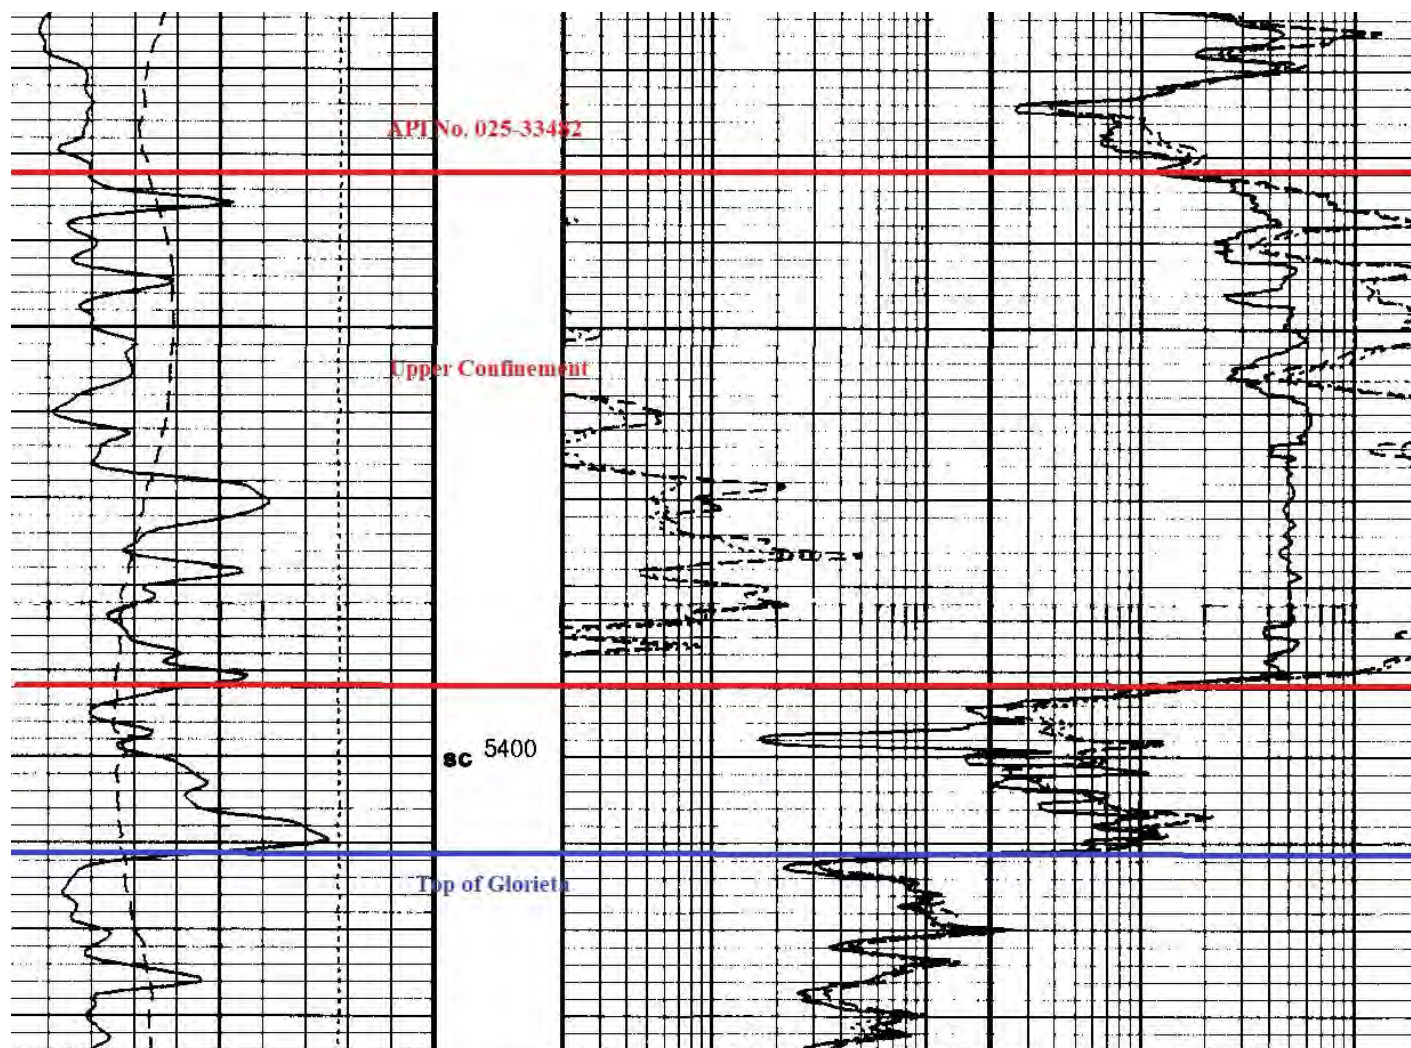 API No. 025-33482
Upper Confinement
sc 5400
Top of Glorieta